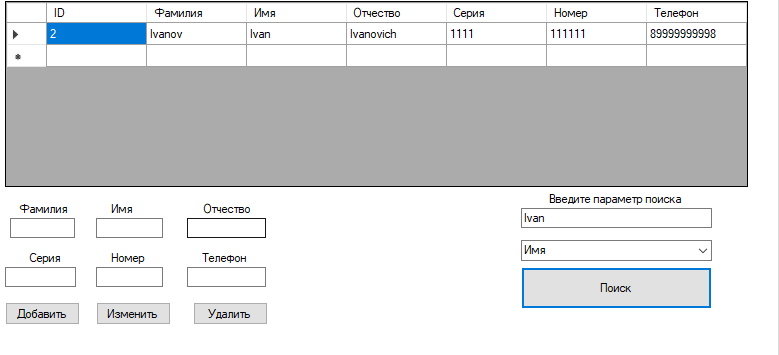 ID Фамилия Имя Отчество Серия Номер Телефон
2 Ivanov Ivan Ivanovich 1111 111111 89999999998
Фамилия Имя Отчество
Серия Номер Телефон
Добавить Изменить Удалить
Введите параметр поиска
Ivan
Имя
Поиск